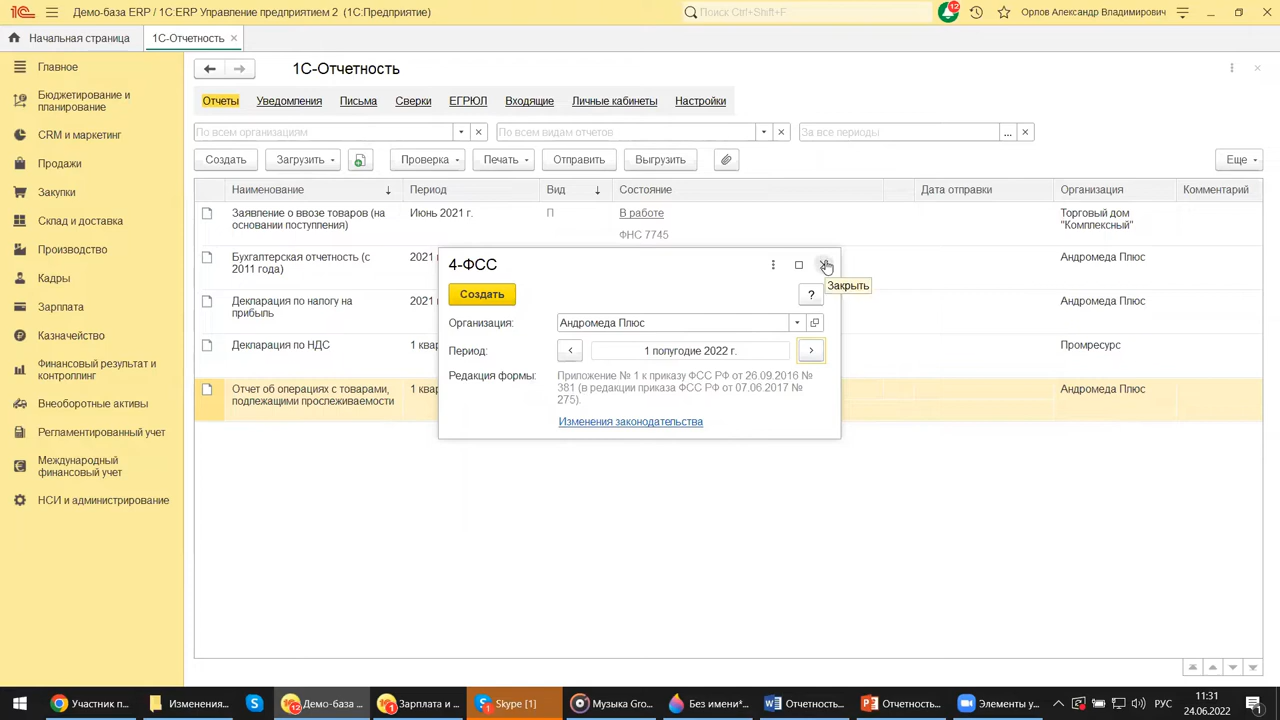 Демо-база ERP / 1С:ERP Управление предприятием 2 (1С:Предприятие)
Поиск Ctrl+Shift+F
12
Орлов Александр Владимирович
Начальная страница
1С-Отчетность
Главное
Бюджетирование и
планирование
CRM и маркетинг
Продажи
Закупки
Склад и доставка
Производство
Кадры
Зарплата
Казначейство
Финансовый результат и
контроллинг
Внеоборотные активы
Регламентированный учет
Международный
финансовый учет
НСИ и администрирование
1С-Отчетность
Отчеты Уведомления Письма Сверки ЕГРЮЛ Входящие Личные кабинеты Настройки
По всем организациям По всем видам отчетов За все периоды ...
Создать Загрузить Проверка Печать Отправить Выгрузить Еще
Наименование Период Вид Состояние Дата отправки Организация Комментарий
Заявление о ввозе товаров (на
основании поступления)
Июнь 2021 г. П В работе
ФНС 7745
Торговый дом
"Комплексный"
Бухгалтерская отчетность (с
2011 года)
2021 Андромеда Плюс
Декларация по налогу на
прибыль
2021 Андромеда Плюс
Декларация по НДС 1 квар Промресурс
Отчет об операциях с товарами,
подлежащими прослеживаемости
1 квар Андромеда Плюс
4-ФСС
Закрыть
Создать ?
Организация: Андромеда Плюс
Период: < 1 полугодие 2022 г. >
Редакция формы: Приложение № 1 к приказу ФСС РФ от 26.09.2016 №
381 (в редакции приказа ФСС РФ от 07.06.2017 №
275).
Изменения законодательства
Участник п...
Изменения...
Демо-база ...
12
Зарплата и ...
1
Skype [1]
Музыка Gro...
Без имени*...
Отчетность...
Отчетность...
Элементы у...
РУС
11:31
24.06.2022